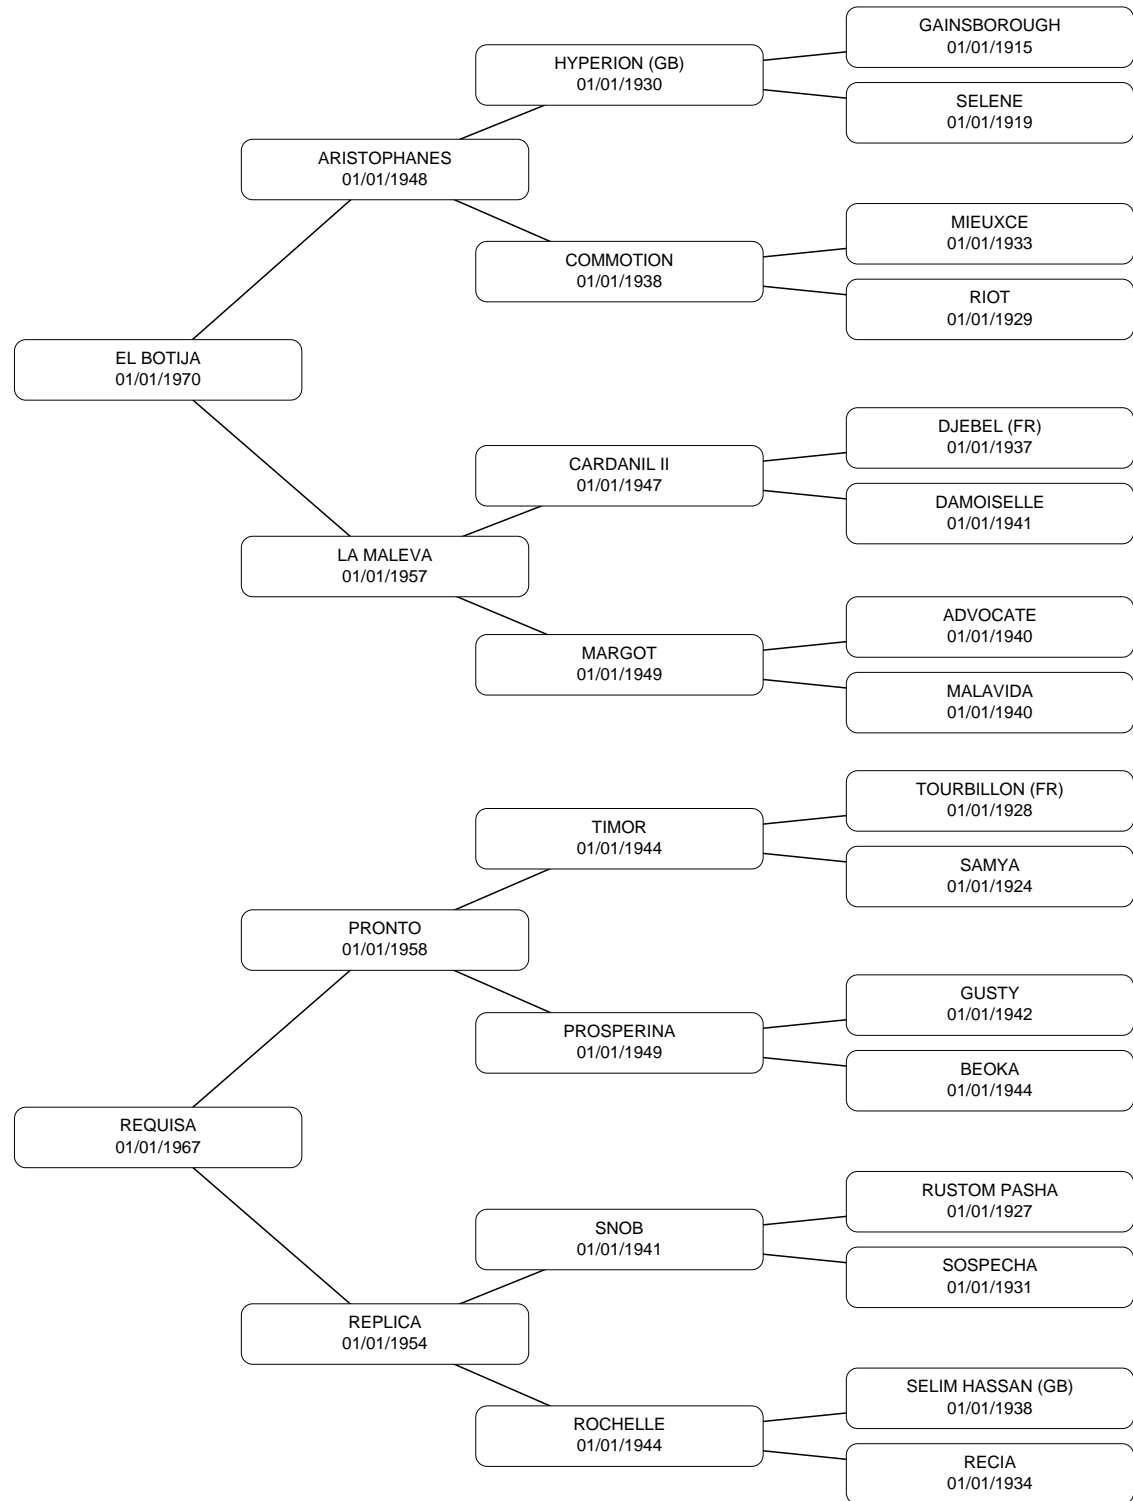 GAINSBOROUGH
01/01/1915
HYPERION (GB)
01/01/1930
SELENE
01/01/1919
ARISTOPHANES
01/01/1948
MIEUXCE
01/01/1933
COMMOTION
01/01/1938
RIOT
01/01/1929
EL BOTIJA
01/01/1970
DJEBEL (FR)
01/01/1937
CARDANIL II
01/01/1947
DAMOISELLE
01/01/1941
LA MALEVA
01/01/1957
ADVOCATE
01/01/1940
MARGOT
01/01/1949
MALAVIDA
01/01/1940
TOURBILLON (FR)
01/01/1928
TIMOR
01/01/1944
SAMYA
01/01/1924
PRONTO
01/01/1958
GUSTY
01/01/1942
PROSPERINA
01/01/1949
BEOKA
01/01/1944
REQUISA
01/01/1967
RUSTOM PASHA
01/01/1927
SNOB
01/01/1941
SOSPECHA
01/01/1931
REPLICA
01/01/1954
SELIM HASSAN (GB)
01/01/1938
ROCHELLE
01/01/1944
RECIA
01/01/1934